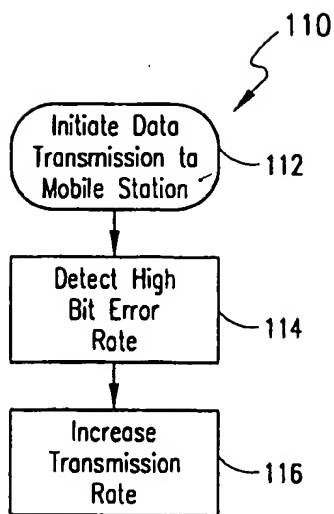 110
Initiate Data
Transmission to
Mobile Station
112
Detect High
Bit Error
Rate
114
Increase
Transmission
Rate
116